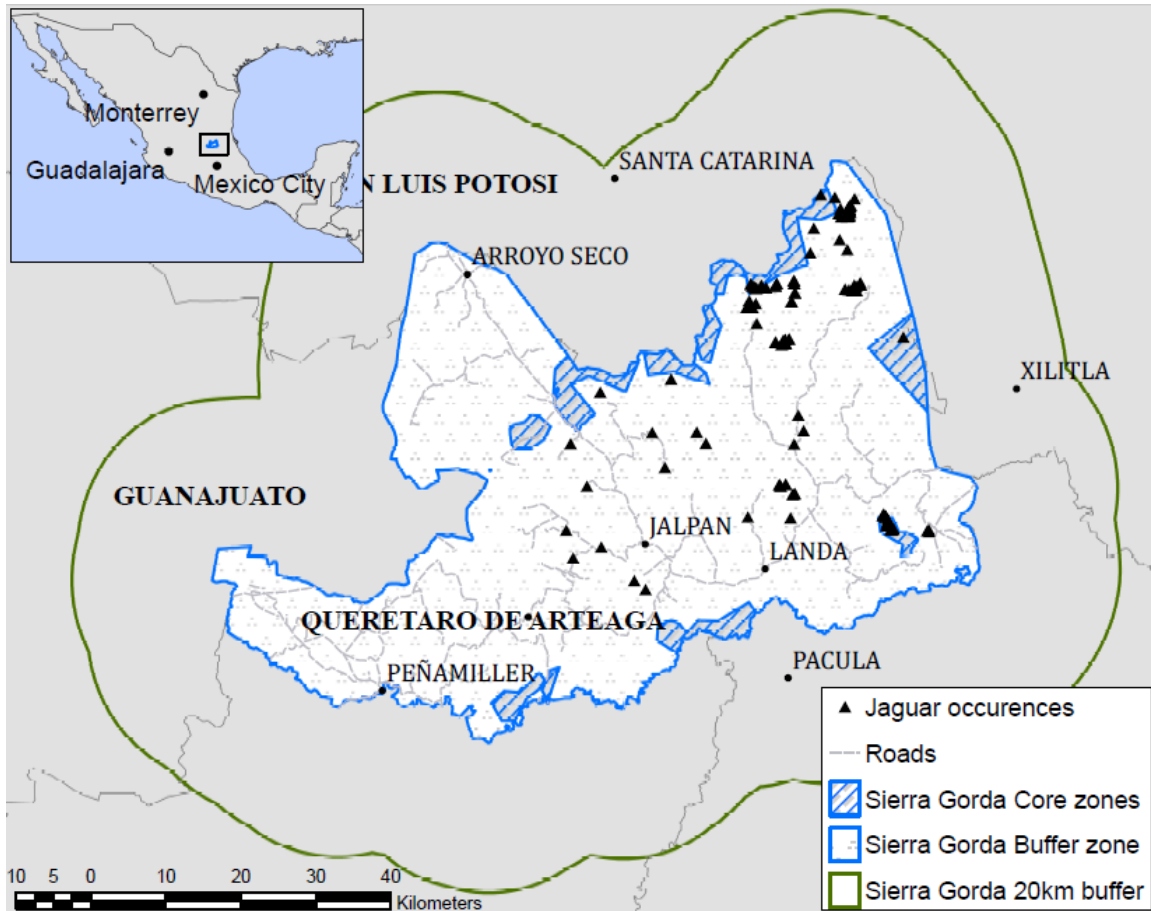 Monterrey
Guadalajara
Mexico City
N LUIS POTOSI
SANTA CATARINA
ARROYO SECO
XILITLA
GUANAJUATO
JALPAN
LANDA
QUERETARO DE ARTEAGA
PEÑAMILLER
PACULA
Jaguar occurences
Roads
Sierra Gorda Core zones
Sierra Gorda Buffer zone
Sierra Gorda 20km buffer
10 5 0 10 20 30 40
Kilometers